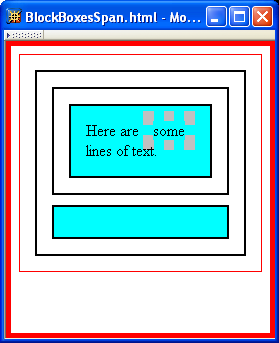 BlockBoxesSpan.html - Mo...
Here are some
lines of text.